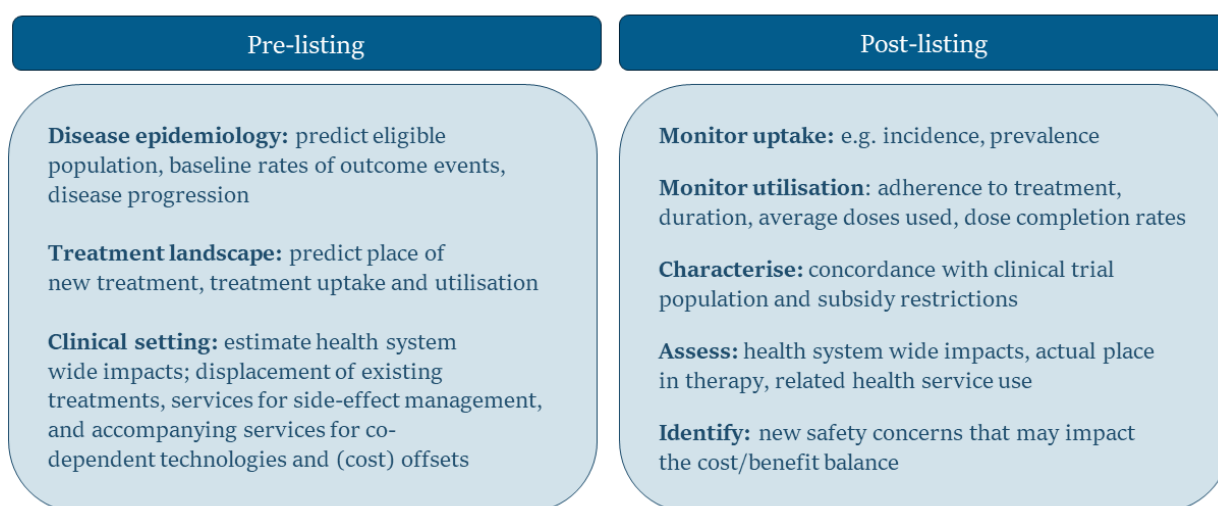 Pre-listing
Disease epidemiology: predict eligible
population, baseline rates of outcome events,
disease progression
Treatment landscape: predict place of
new treatment, treatment uptake and utilisation
Clinical setting: estimate health system
wide impacts; displacement of existing
treatments, services for side-effect management,
and accompanying services for co-
dependent technologies and (cost) offsets
Post-listing
Monitor uptake: e.g. incidence, prevalence
Monitor utilisation: adherence to treatment,
duration, average doses used, dose completion rates
Characterise: concordance with clinical trial
population and subsidy restrictions
Assess: health system wide impacts, actual place
in therapy, related health service use
Identify: new safety concerns that may impact
the cost/benefit balance